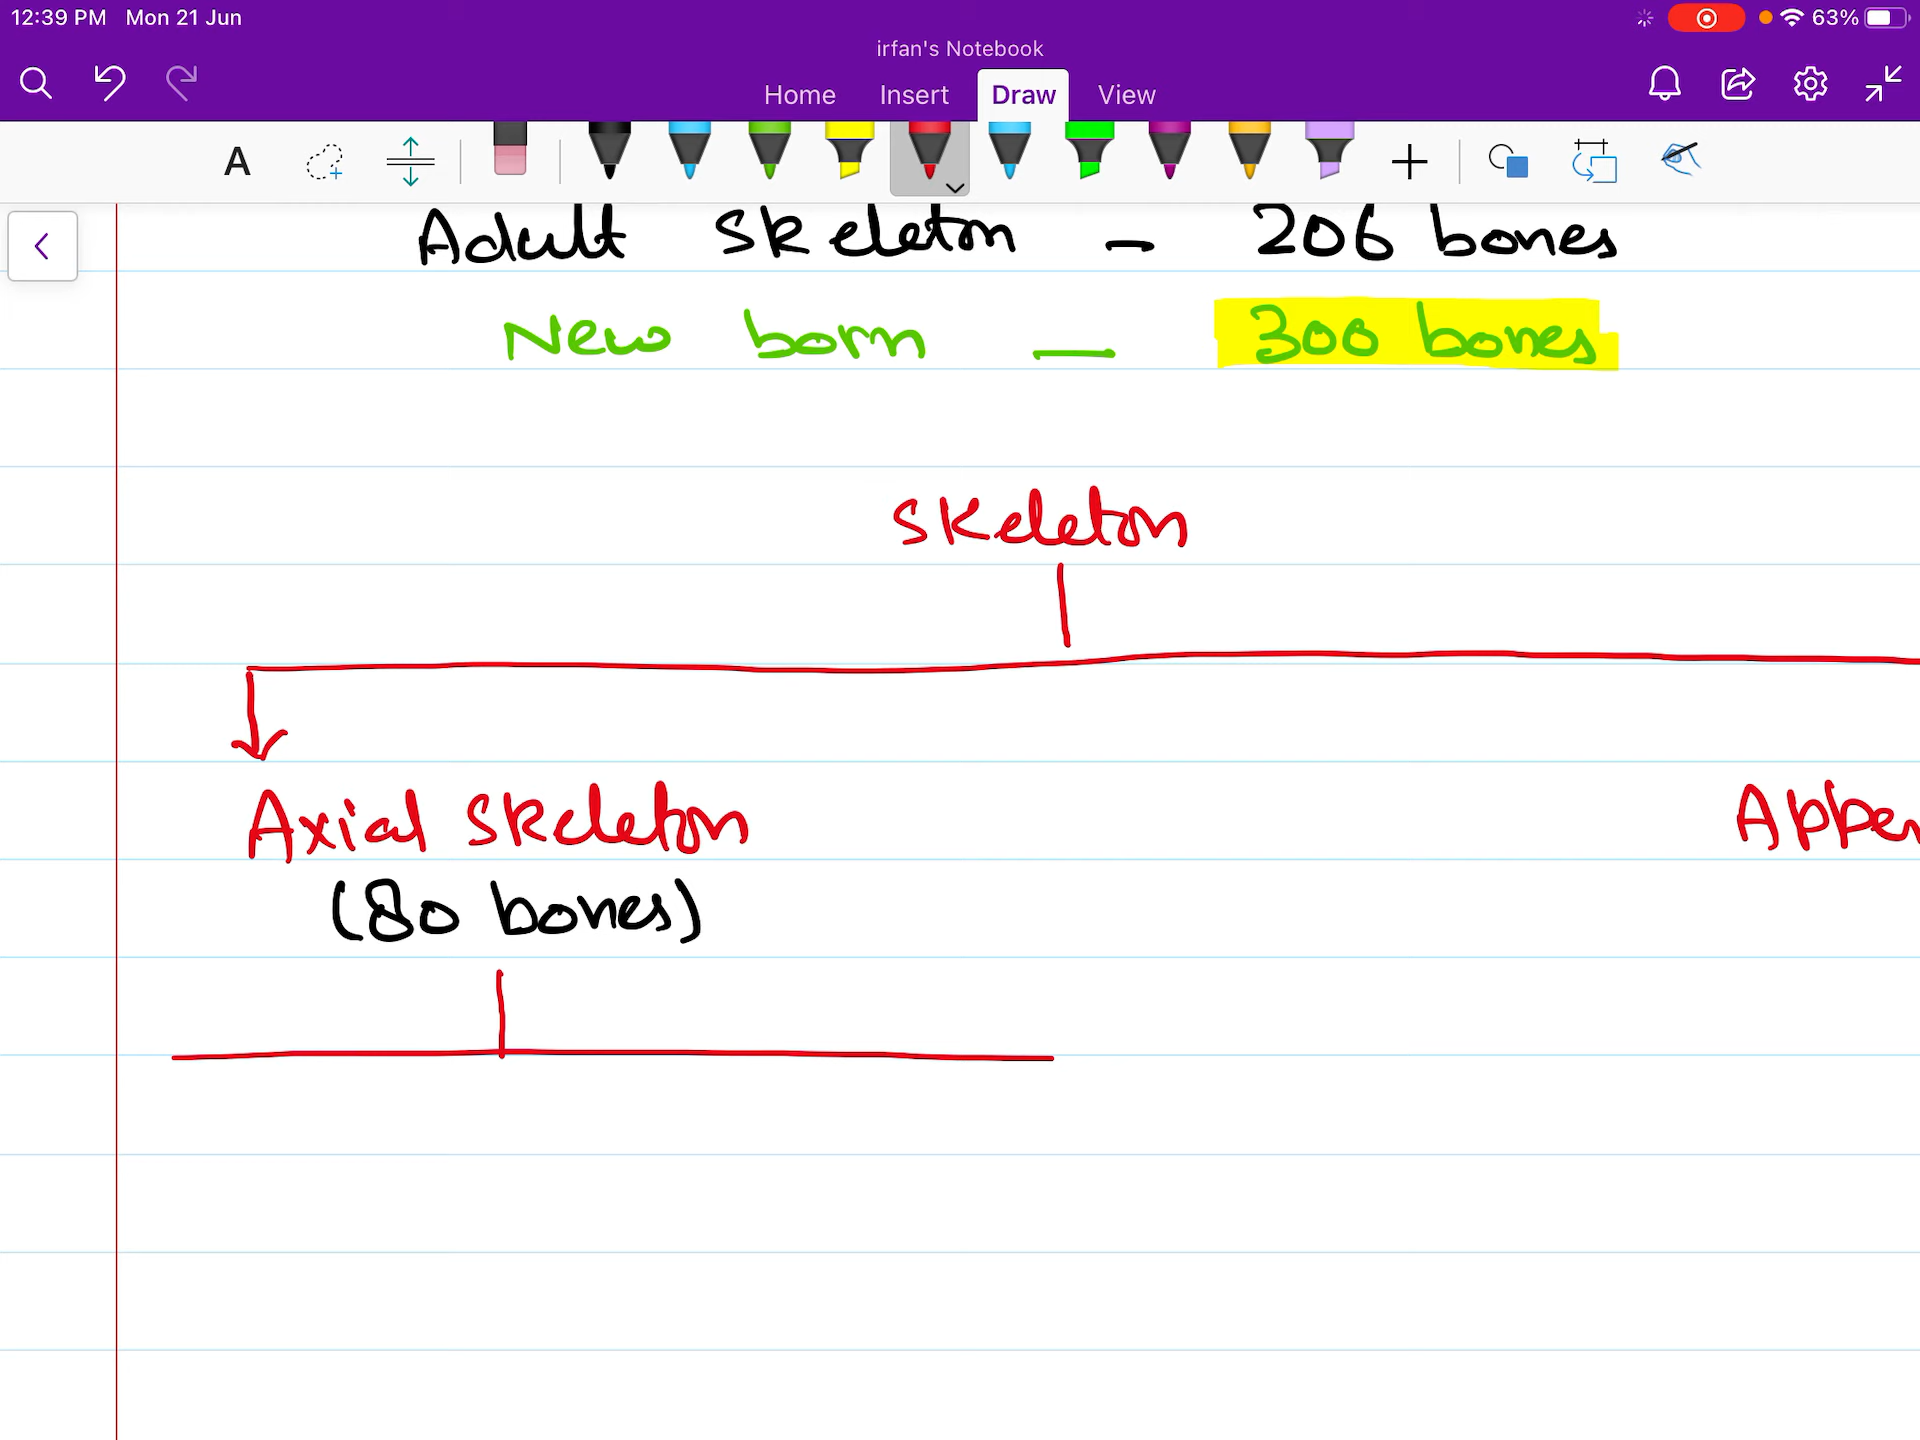 12:39 PM Mon 21 Jun 63%
irfan's Notebook
Home Insert Draw View
A
Adult Skeleton - 206 bones
New born — 300 bones
Skeleton
Axial Skeleton Appen
(80 bones)